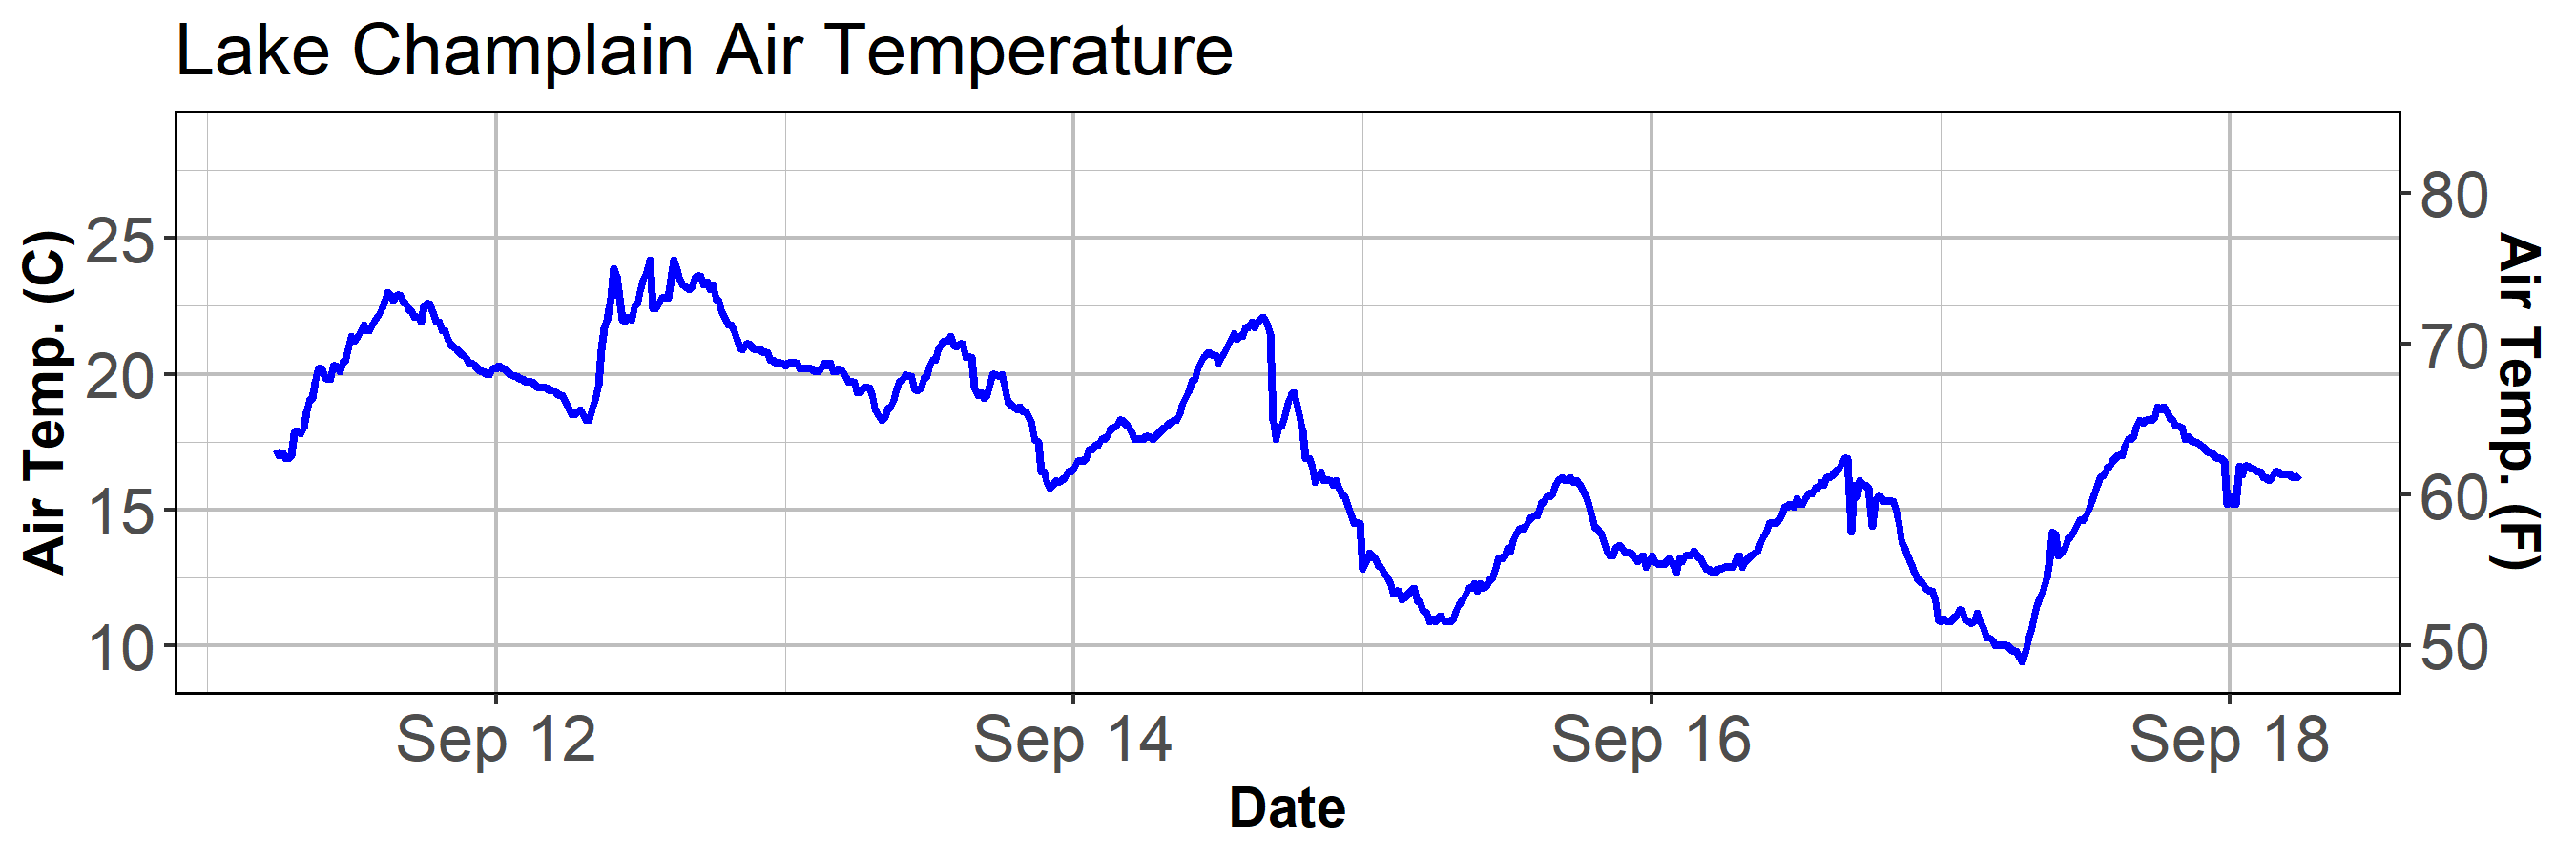 Lake Champlain Air Temperature
Air Temp. (C)
25
20
15
10
80
70
60
50
Air Temp. (F)
Sep 12
Sep 14
Sep 16
Sep 18
Date